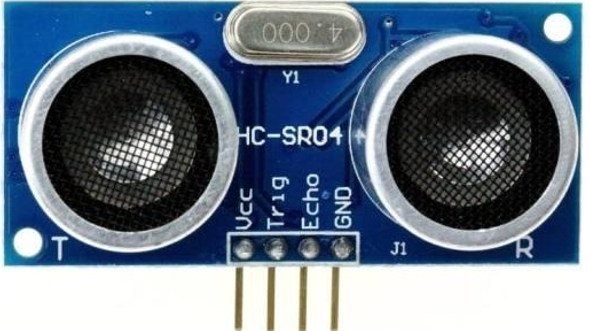 4.000
Y1
HC-SR04
Vcc
Trig
Echo
GND
T
J1
R